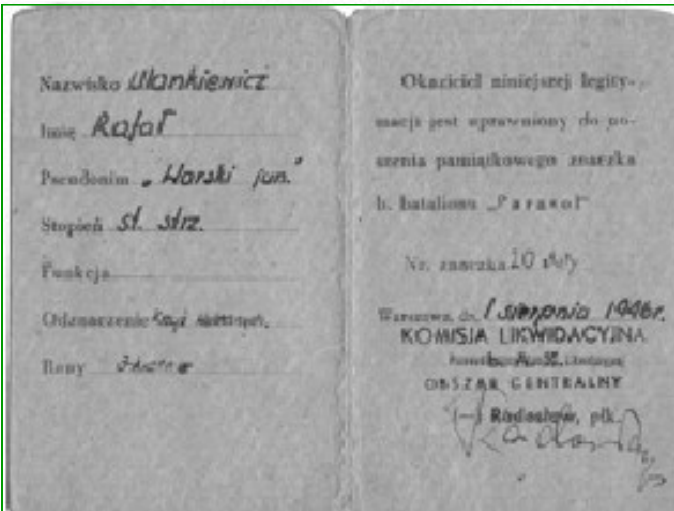 Nazwisko Ulankiewicz
Imię Rafał
Pseudonim „Warski jun."
Stopień st. strz.
Funkcja
Odznaczenie Krzyż
Rany
Okaziciel niniejszej legity-
macji jest uprawniony do no-
szenia pamiątkowego znaczka
b. batalionu „Parasol"
Nr. znaczka 10
Warszawa, dn. 1 sierpnia 1946r.
KOMISJA LIKWIDACYJNA
b. A. K.
OBSZAR CENTRALNY
(—) Radosław, płk.